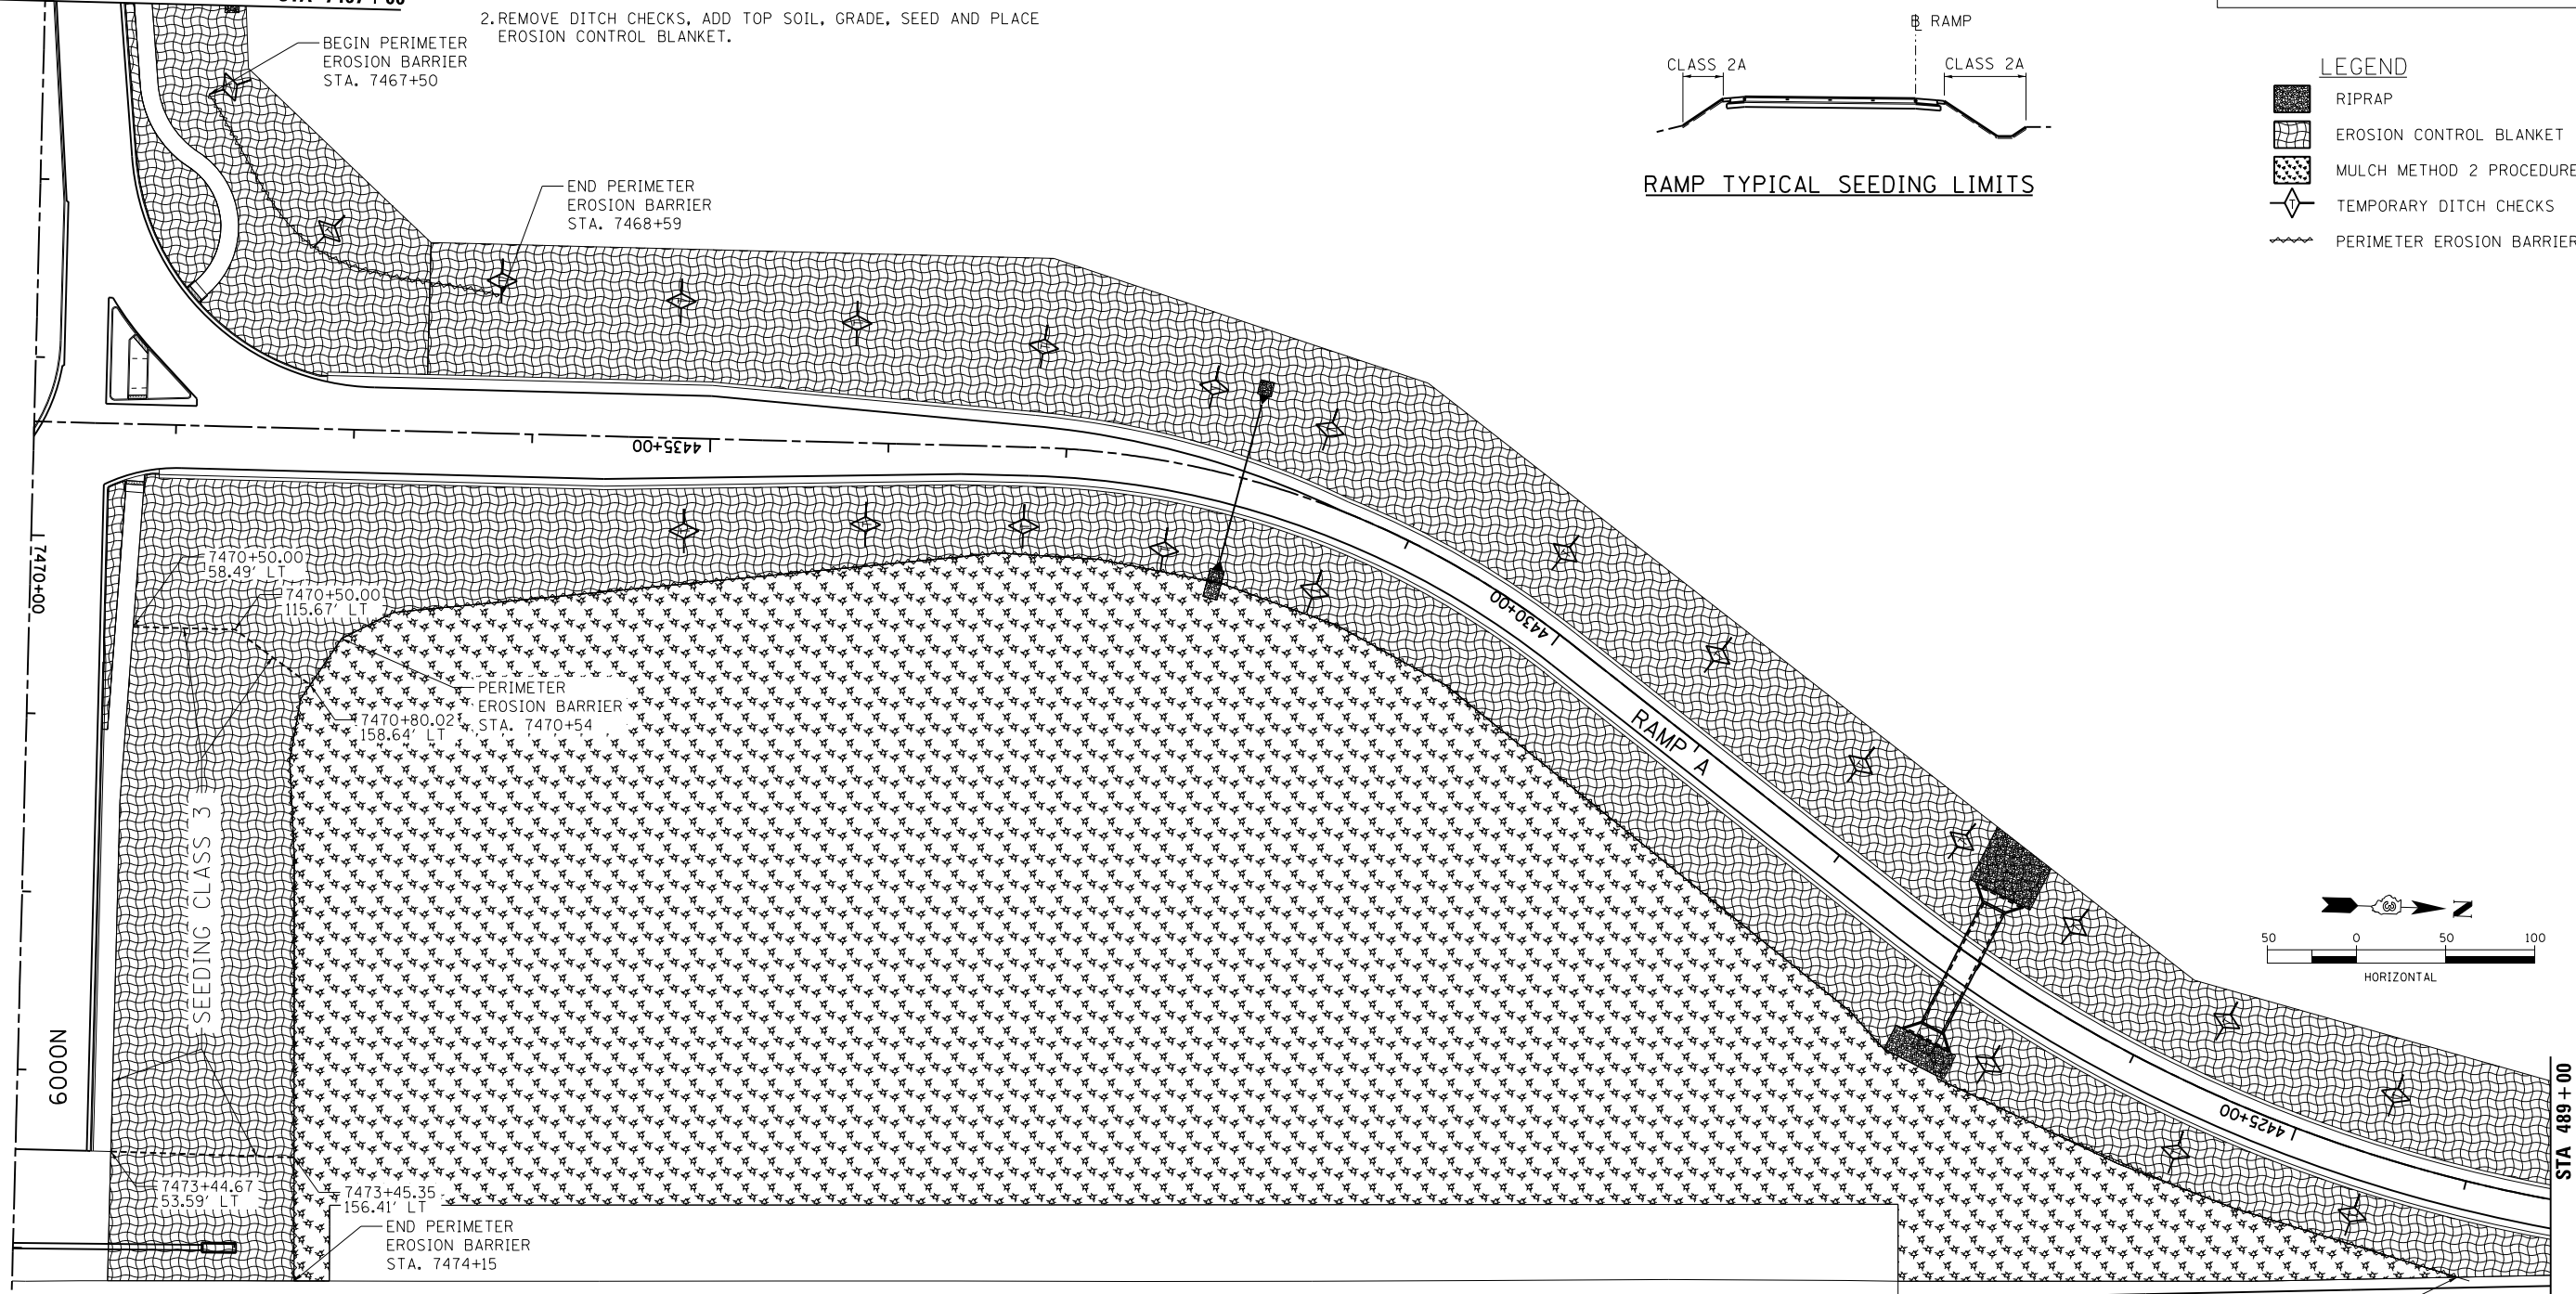 2. REMOVE DITCH CHECKS, ADD TOP SOIL, GRADE, SEED AND PLACE
EROSION CONTROL BLANKET.
BEGIN PERIMETER
EROSION BARRIER
STA. 7467+50
END PERIMETER
EROSION BARRIER
STA. 7468+59
℄ RAMP
CLASS 2A
CLASS 2A
RAMP TYPICAL SEEDING LIMITS
LEGEND
RIPRAP
EROSION CONTROL BLANKET
MULCH METHOD 2 PROCEDURE
TEMPORARY DITCH CHECKS
PERIMETER EROSION BARRIER
4435+00
7470+00
7470+50.00
58.49' LT
7470+50.00
115.67' LT
4430+00
PERIMETER
EROSION BARRIER
STA. 7470+54
7470+80.02
158.64' LT
RAMP A
SEEDING CLASS 3
6000N
N
50 0 50 100
HORIZONTAL
4425+00
STA 489+00
7473+44.67
53.59' LT
7473+45.35
156.41' LT
END PERIMETER
EROSION BARRIER
STA. 7474+15